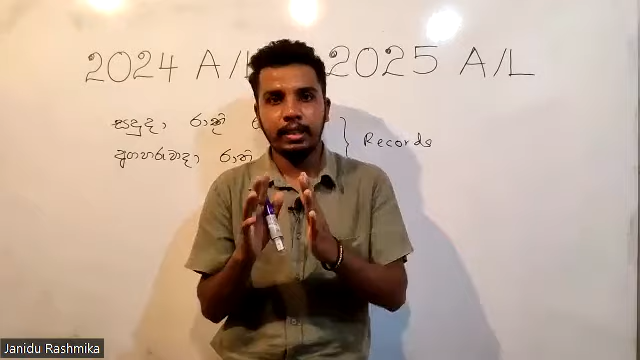 2024 A/L 2025 A/L
සඳුදා රාත්‍රී
අඟහරුවාදා රාත්‍රී
Records
Janidu Rashmika